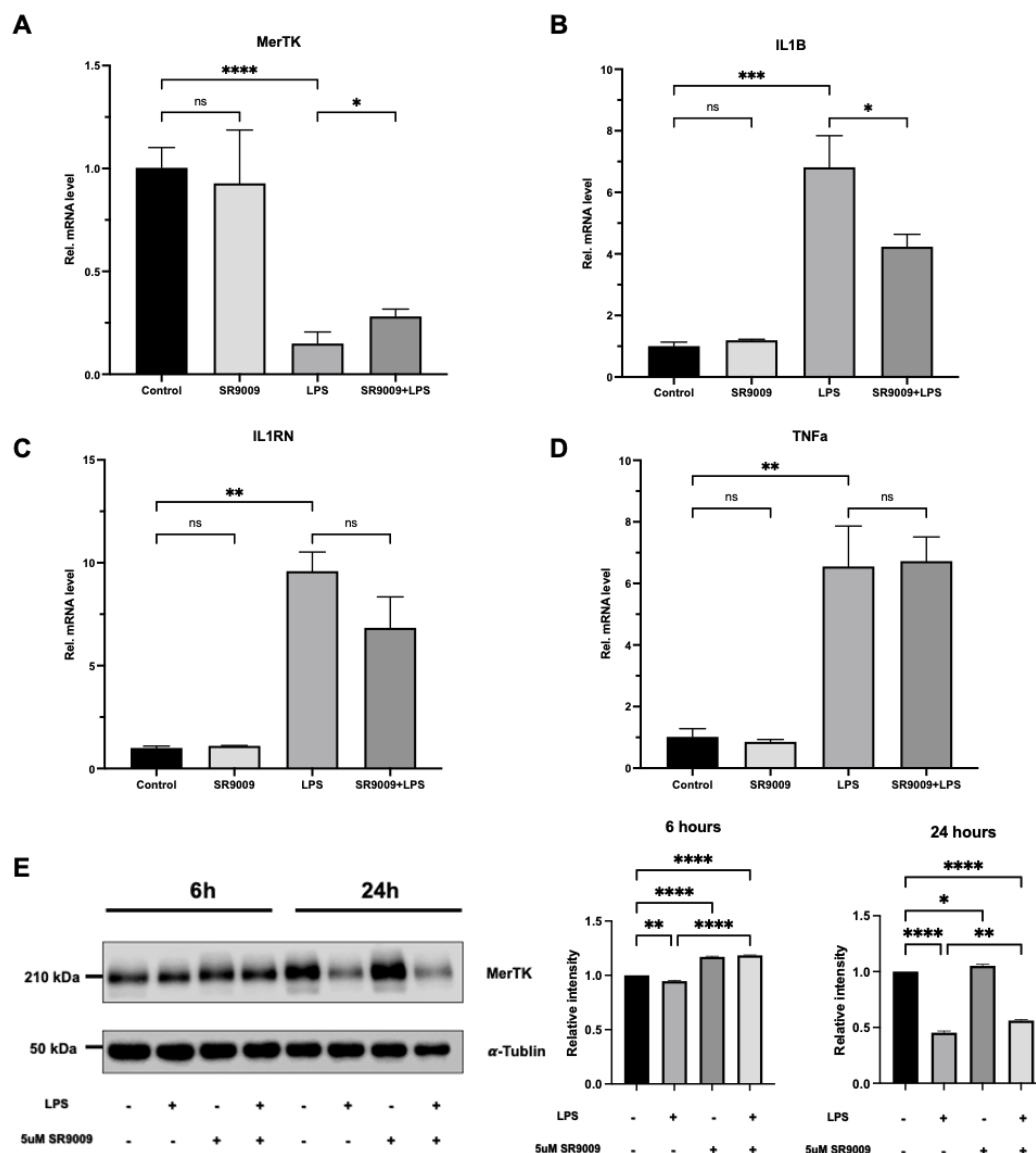 A
MerTK
Rel. mRNA level
1.5
1.0
0.5
0.0
****
ns
*
Control SR9009 LPS SR9009+LPS
B
IL1B
Rel. mRNA level
10
8
6
4
2
0
***
ns
*
Control SR9009 LPS SR9009+LPS
C
IL1RN
Rel. mRNA level
15
10
5
0
**
ns
ns
Control SR9009 LPS SR9009+LPS
D
TNFa
Rel. mRNA level
10
8
6
4
2
0
**
ns
ns
Control SR9009 LPS SR9009+LPS
E
6h 24h
210 kDa MerTK
50 kDa α-Tublin
LPS - + - + - + - +
5uM SR9009 - - + + - - + +
6 hours
Relative intensity
1.5
1.0
0.5
0.0
****
****
** ****
LPS - + - +
5uM SR9009 - - + +
24 hours
Relative intensity
1.5
1.0
0.5
0.0
****
*
**** **
LPS - + - +
5uM SR9009 - - + +